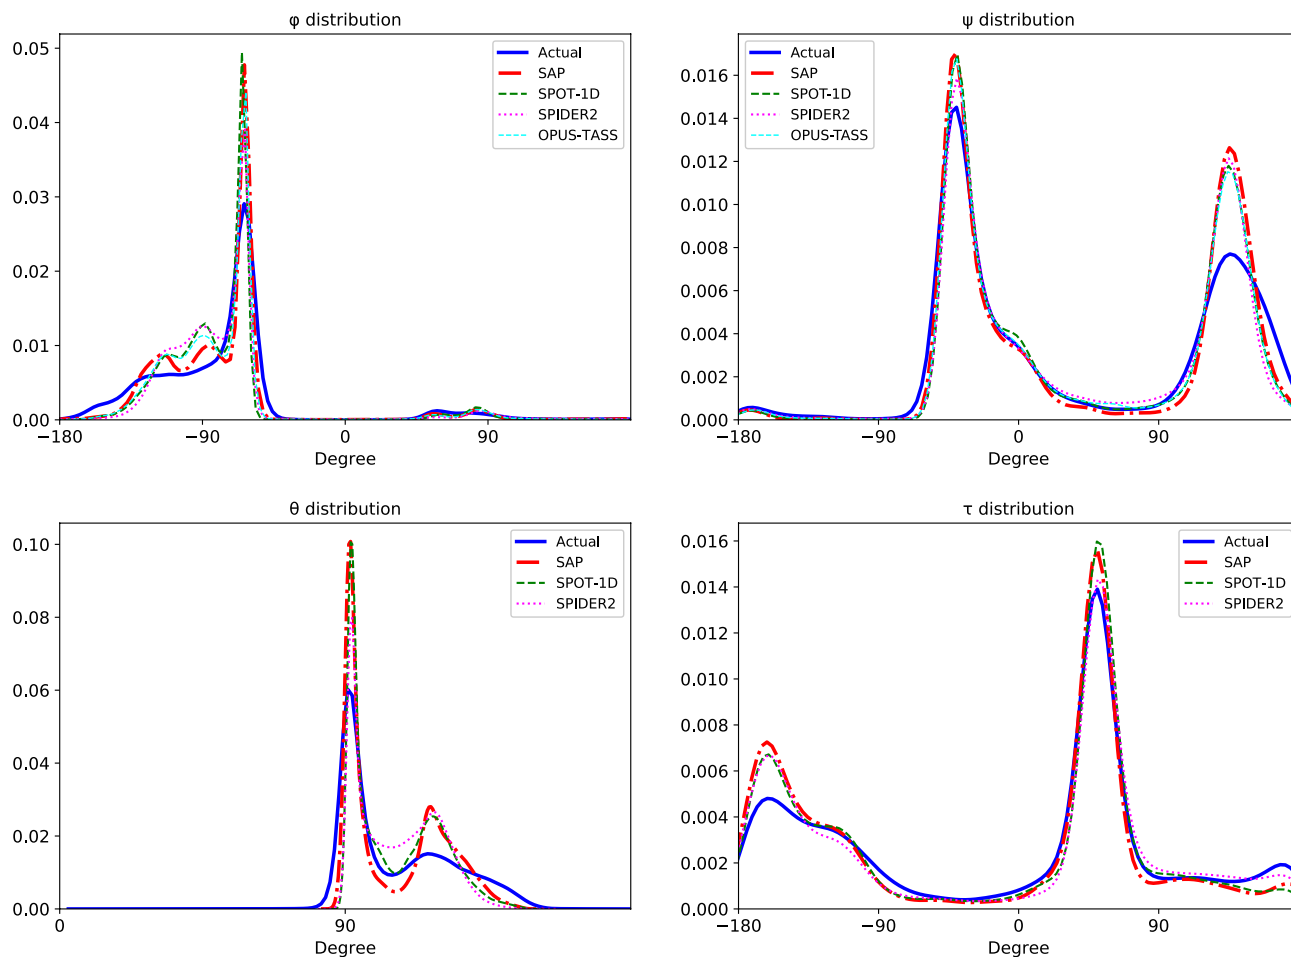 φ distribution
0.05
0.04
0.03
0.02
0.01
0.00
−180
−90
0
90
Degree
Actual
SAP
SPOT-1D
SPIDER2
OPUS-TASS
ψ distribution
0.016
0.014
0.012
0.010
0.008
0.006
0.004
0.002
0.000
−180
−90
0
90
Degree
Actual
SAP
SPOT-1D
SPIDER2
OPUS-TASS
θ distribution
0.10
0.08
0.06
0.04
0.02
0.00
0
90
Degree
Actual
SAP
SPOT-1D
SPIDER2
τ distribution
0.016
0.014
0.012
0.010
0.008
0.006
0.004
0.002
0.000
−180
−90
0
90
Degree
Actual
SAP
SPOT-1D
SPIDER2